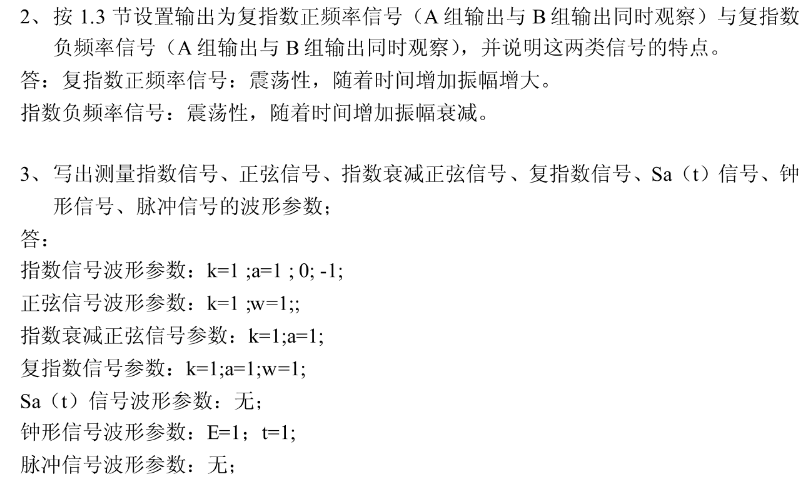 2、按 1.3 节设置输出为复指数正频率信号（A 组输出与 B 组输出同时观察）与复指数
负频率信号（A 组输出与 B 组输出同时观察），并说明这两类信号的特点。
答：复指数正频率信号：震荡性，随着时间增加振幅增大。
指数负频率信号：震荡性，随着时间增加振幅衰减。
3、写出测量指数信号、正弦信号、指数衰减正弦信号、复指数信号、Sa（t）信号、钟
形信号、脉冲信号的波形参数；
答：
指数信号波形参数：k=1 ;a=1 ; 0; -1;
正弦信号波形参数：k=1 ;w=1;;
指数衰减正弦信号参数：k=1;a=1;
复指数信号参数：k=1;a=1;w=1;
Sa（t）信号波形参数：无；
钟形信号波形参数：E=1；t=1;
脉冲信号波形参数：无；